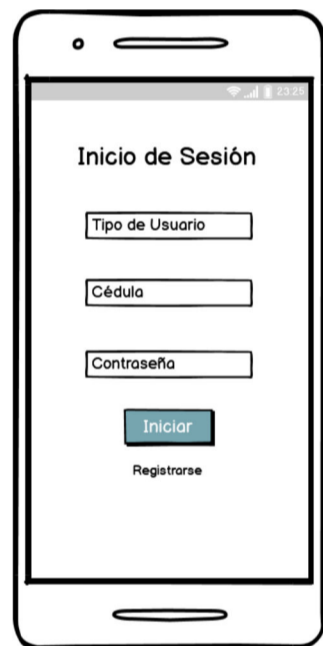 23:25
Inicio de Sesión
Tipo de Usuario
Cédula
Contraseña
Iniciar
Registrarse